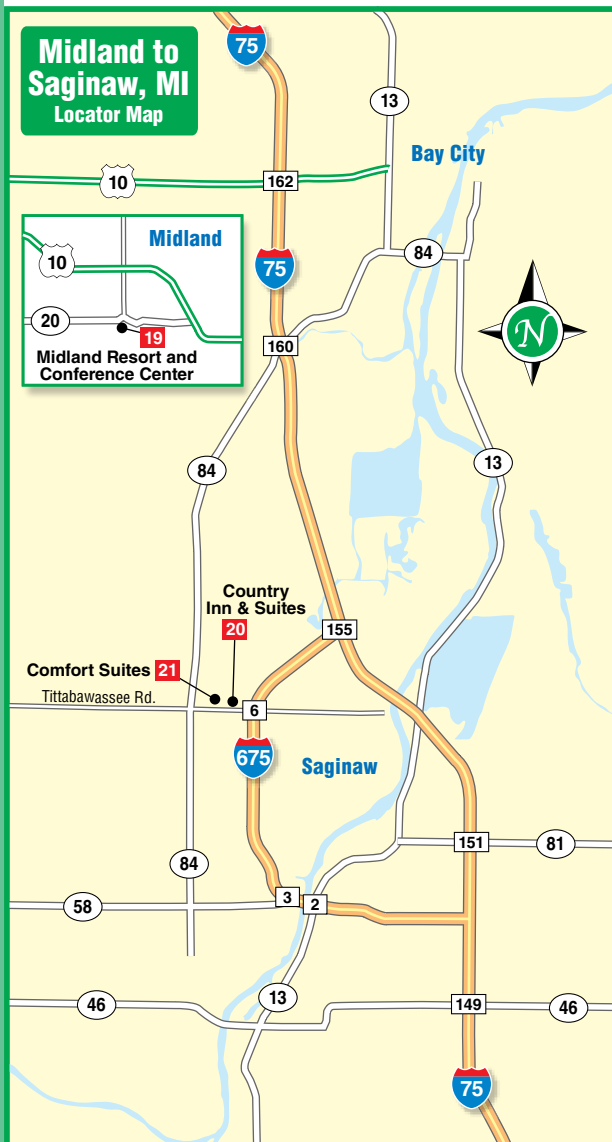 Midland to
Saginaw, MI
Locator Map
75
13
Bay City
10
162
Midland
10
20
19
Midland Resort and
Conference Center
75
84
N
160
84
13
Country
Inn & Suites
20
155
Comfort Suites 21
Tittabawassee Rd.
6
675
Saginaw
84
151
81
58
3
2
46
13
149
46
75